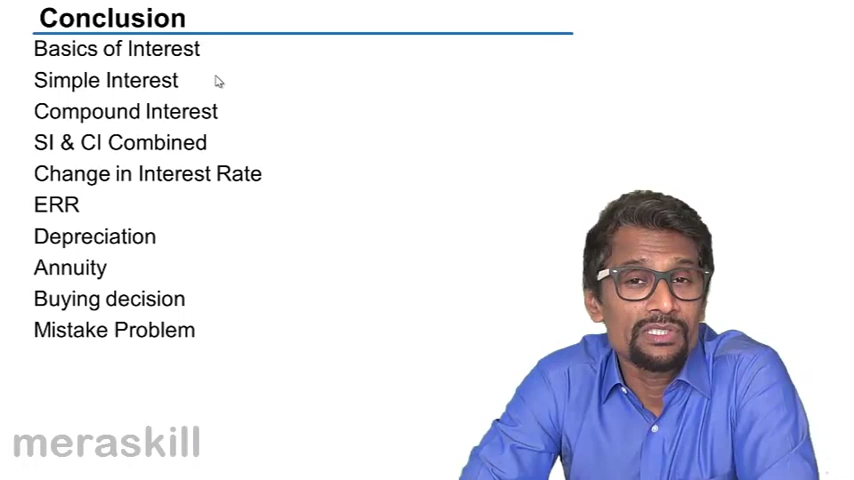 Conclusion
Basics of Interest
Simple Interest
Compound Interest
SI & CI Combined
Change in Interest Rate
ERR
Depreciation
Annuity
Buying decision
Mistake Problem
meraskill